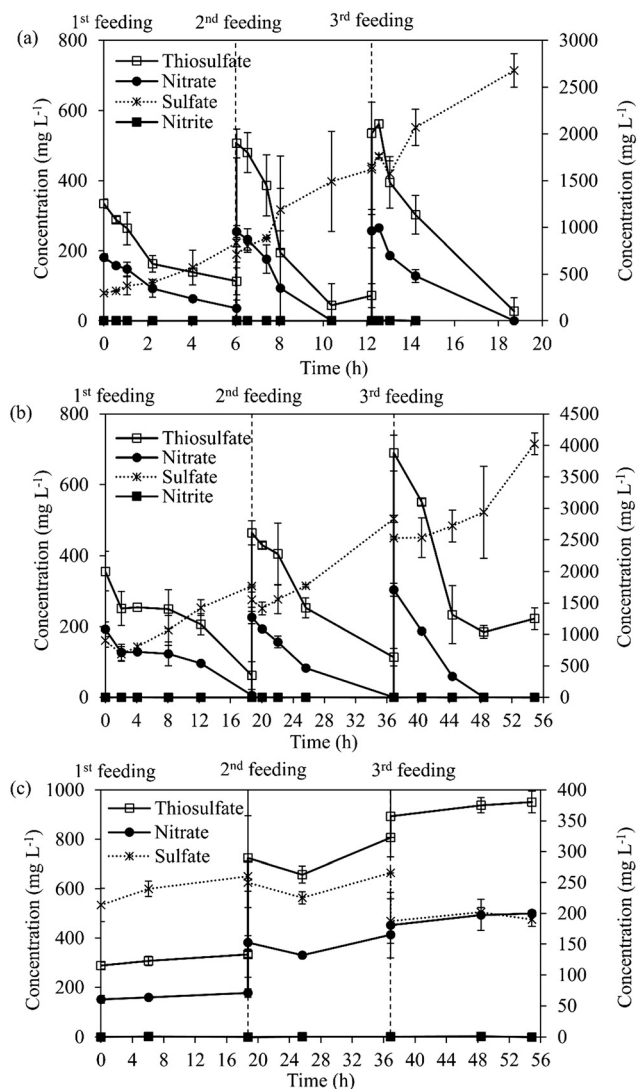 (a)
1st feeding 2nd feeding 3rd feeding
800 3000
Thiosulfate
Nitrate
Sulfate
Nitrite
2500
600
2000
400 1500
1000
200
500
0 0
0 2 4 6 8 10 12 14 16 18 20
Concentration (mg L-1)
Concentration (mg L-1)
Time (h)
(b)
1st feeding 2nd feeding 3rd feeding
800 4500
Thiosulfate
Nitrate
Sulfate
Nitrite
4000
600 3500
3000
400 2500
2000
1500
200 1000
500
0 0
0 4 8 12 16 20 24 28 32 36 40 44 48 52 56
Concentration (mg L-1)
Concentration (mg L-1)
Time (h)
(c)
1st feeding 2nd feeding 3rd feeding
1000 400
Thiosulfate
Nitrate
Sulfate
350
800 300
600 250
200
400 150
200 100
50
0 0
0 4 8 12 16 20 24 28 32 36 40 44 48 52 56
Concentration (mg L-1)
Concentration (mg L-1)
Time (h)